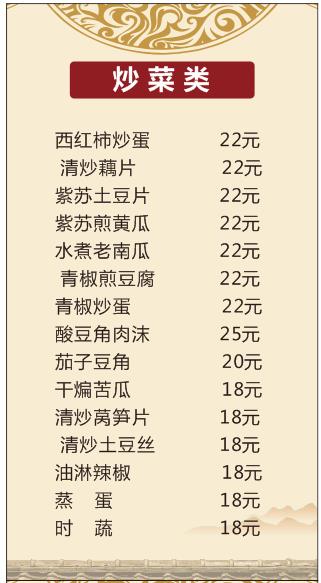 炒菜类
西红柿炒蛋 22元
清炒藕片 22元
紫苏土豆片 22元
紫苏煎黄瓜 22元
水煮老南瓜 22元
青椒煎豆腐 22元
青椒炒蛋 22元
酸豆角肉沫 25元
茄子豆角 20元
干煸苦瓜 18元
清炒莴笋片 18元
清炒土豆丝 18元
油淋辣椒 18元
蒸 蛋 18元
时 蔬 18元